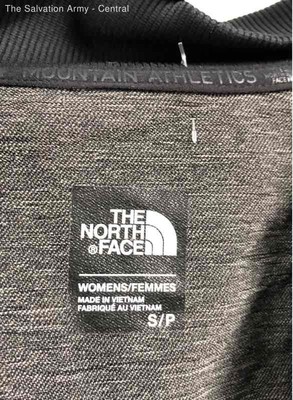 The Salvation Army - Central
MOUNTAIN ATHLETICS
THE
NORTH
®FACE
WOMENS/FEMMES
MADE IN VIETNAM
FABRIQUÉ AU VIETNAM
S/P